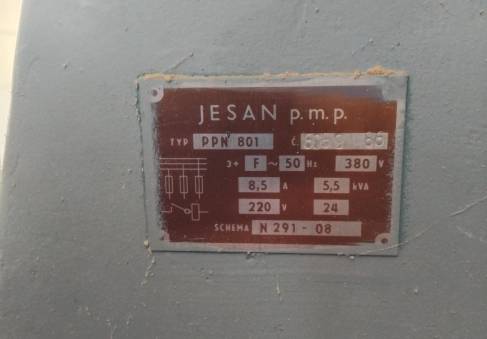 JESAN p.m.p.
TYP PPN 801 Č.
3+ F ~ 50 Hz 380 V
8,5 A 5,5 kVA
220 V 24
SCHEMA N 291 - 08